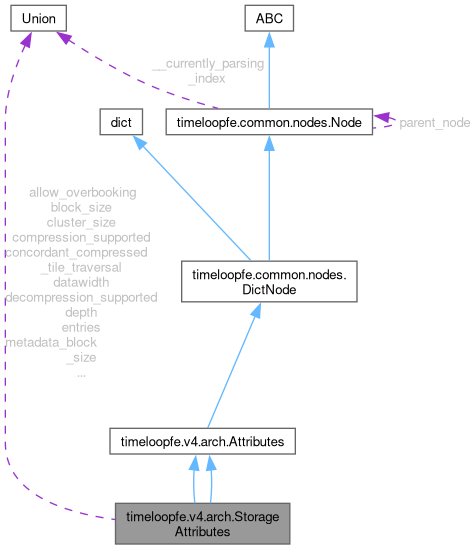 Union
ABC
__currently_parsing
_index
dict
timeloopfe.common.nodes.Node
parent_node
allow_overbooking
block_size
cluster_size
compression_supported
concordant_compressed
_tile_traversal
datawidth
decompression_supported
depth
entries
metadata_block
_size
...
timeloopfe.common.nodes.
DictNode
timeloopfe.v4.arch.Attributes
timeloopfe.v4.arch.Storage
Attributes